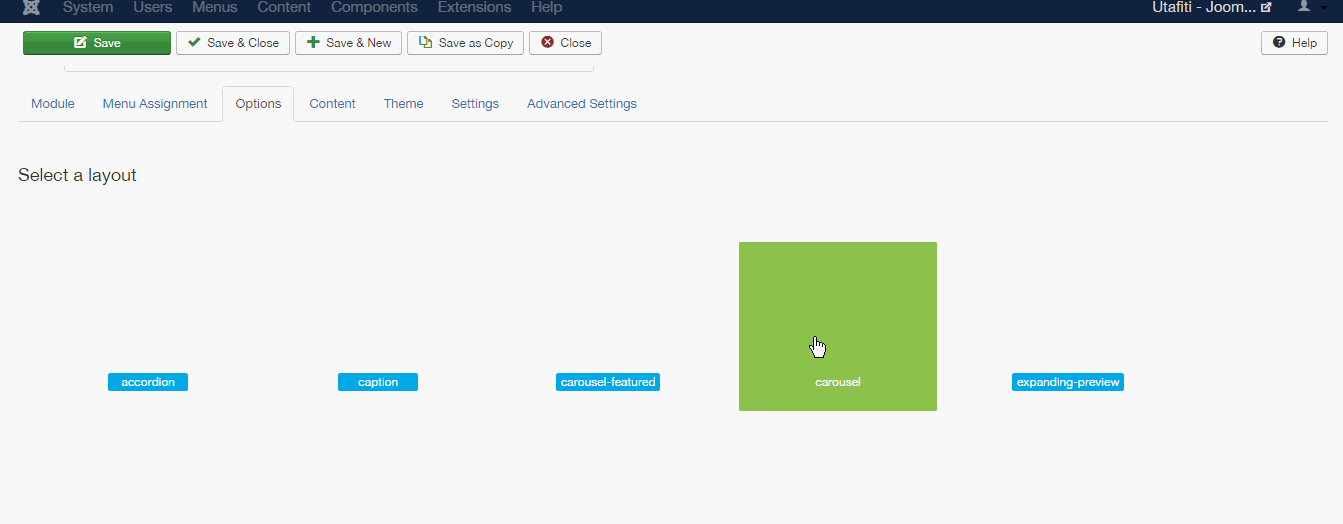 System Users Menus Content Components Extensions Help Utafiti - Joom...
Save Save & Close Save & New Save as Copy Close Help
Module Menu Assignment Options Content Theme Settings Advanced Settings
Select a layout
accordion caption carousel-featured carousel expanding-preview